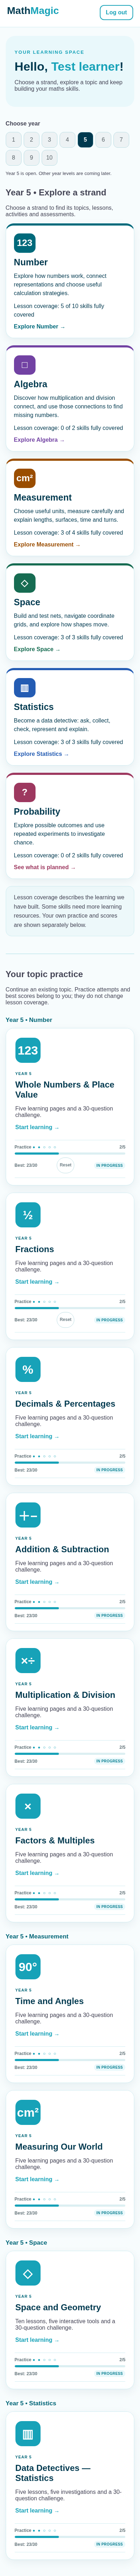 MathMagic
Log out
YOUR LEARNING SPACE
Hello, Test learner!
Choose a strand, explore a topic and keep
building your maths skills.
Choose year
1 2 3 4 5 6 7
8 9 10
Year 5 is open. Other year levels are coming later.
Year 5 • Explore a strand
Choose a strand to find its topics, lessons,
activities and assessments.
123
Number
Explore how numbers work, connect
representations and choose useful
calculation strategies.
Lesson coverage: 5 of 10 skills fully
covered
Explore Number →
Algebra
Discover how multiplication and division
connect, and use those connections to find
missing numbers.
Lesson coverage: 0 of 2 skills fully covered
Explore Algebra →
cm²
Measurement
Choose useful units, measure carefully and
explain lengths, surfaces, time and turns.
Lesson coverage: 3 of 4 skills fully covered
Explore Measurement →
Space
Build and test nets, navigate coordinate
grids, and explore how shapes move.
Lesson coverage: 3 of 3 skills fully covered
Explore Space →
Statistics
Become a data detective: ask, collect,
check, represent and explain.
Lesson coverage: 0 of 3 skills fully covered
Explore Statistics →
?
Probability
Explore possible outcomes and use
repeated experiments to investigate
chance.
Lesson coverage: 0 of 2 skills fully covered
See what is planned →
Lesson coverage describes the learning we
have built. Some skills need more learning
resources. Your own practice and scores
are shown separately below.
Your topic practice
Continue an existing topic. Practice attempts and
best scores belong to you; they do not change
lesson coverage.
Year 5 • Number
123
YEAR 5
Whole Numbers & Place
Value
Five learning pages and a 30-question
challenge.
Start learning →
Practice 2/5
Best: 23/30 Reset IN PROGRESS
½
YEAR 5
Fractions
Five learning pages and a 30-question
challenge.
Start learning →
Practice 2/5
Best: 23/30 Reset IN PROGRESS
%
YEAR 5
Decimals & Percentages
Five learning pages and a 30-question
challenge.
Start learning →
Practice 2/5
Best: 23/30 IN PROGRESS
+−
YEAR 5
Addition & Subtraction
Five learning pages and a 30-question
challenge.
Start learning →
Practice 2/5
Best: 23/30 IN PROGRESS
×÷
YEAR 5
Multiplication & Division
Five learning pages and a 30-question
challenge.
Start learning →
Practice 2/5
Best: 23/30 IN PROGRESS
×
YEAR 5
Factors & Multiples
Five learning pages and a 30-question
challenge.
Start learning →
Practice 2/5
Best: 23/30 IN PROGRESS
Year 5 • Measurement
90°
YEAR 5
Time and Angles
Five learning pages and a 30-question
challenge.
Start learning →
Practice 2/5
Best: 23/30 IN PROGRESS
cm²
YEAR 5
Measuring Our World
Five learning pages and a 30-question
challenge.
Start learning →
Practice 2/5
Best: 23/30 IN PROGRESS
Year 5 • Space
YEAR 5
Space and Geometry
Ten lessons, five interactive tools and a
30-question challenge.
Start learning →
Practice 2/5
Best: 23/30 IN PROGRESS
Year 5 • Statistics
YEAR 5
Data Detectives —
Statistics
Five lessons, five investigations and a 30-
question challenge.
Start learning →
Practice 2/5
Best: 23/30 IN PROGRESS